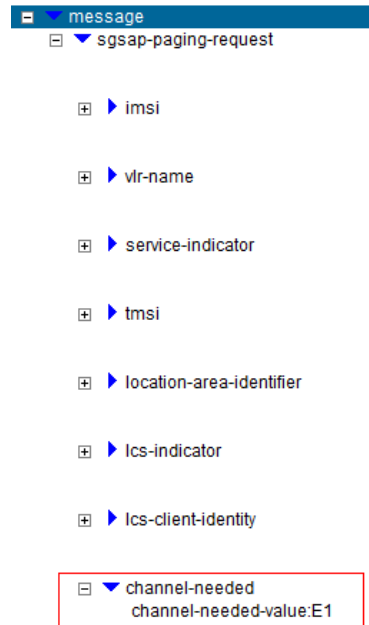 message
sgsap-paging-request
imsi
vlr-name
service-indicator
tmsi
location-area-identifier
lcs-indicator
lcs-client-identity
channel-needed
channel-needed-value:E1